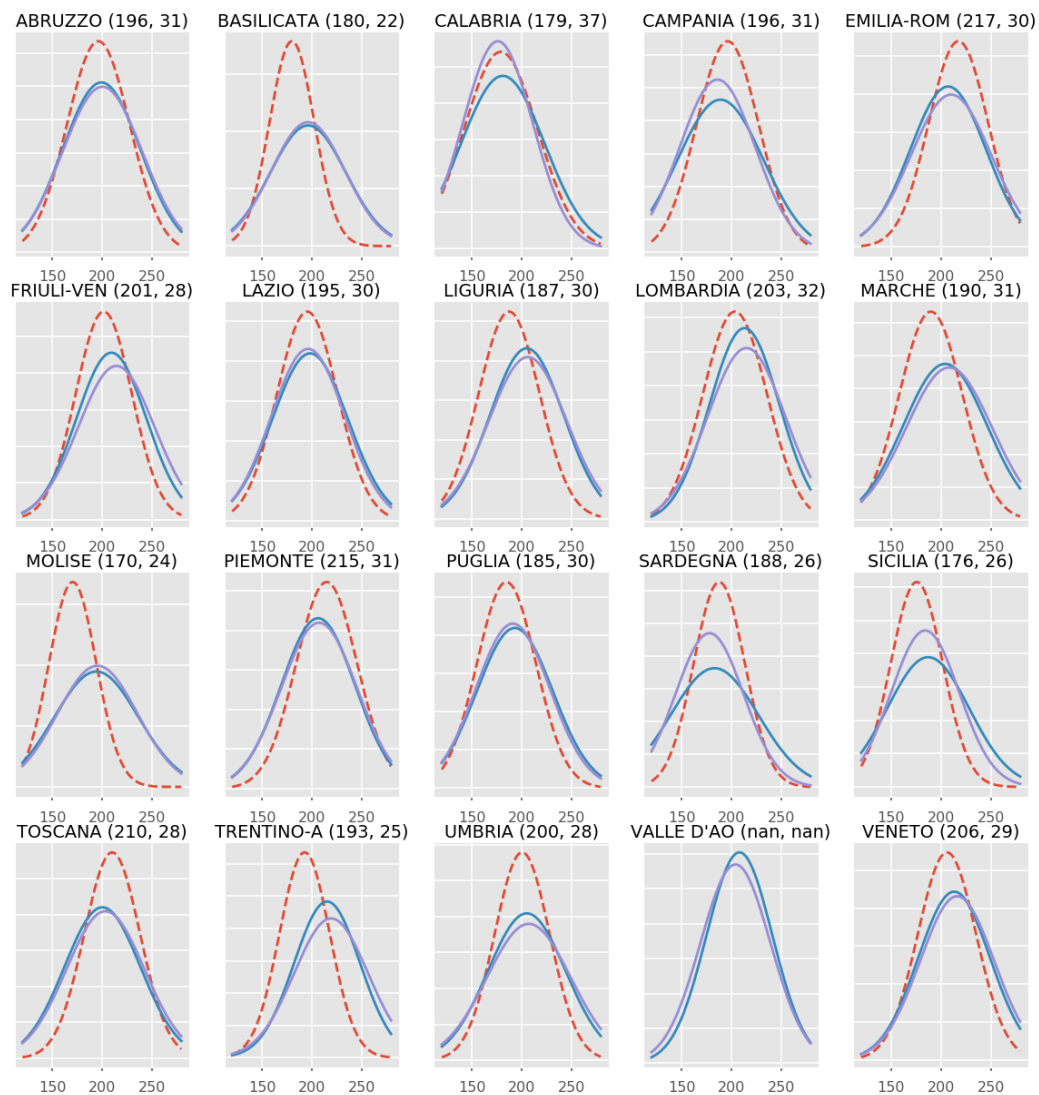 ABRUZZO (196, 31) BASILICATA (180, 22) CALABRIA (179, 37) CAMPANIA (196, 31) EMILIA-ROM (217, 30)
150 200 250 150 200 250 150 200 250 150 200 250 150 200 250
FRIULI-VEN (201, 28) LAZIO (195, 30) LIGURIA (187, 30) LOMBARDIA (203, 32) MARCHE (190, 31)
150 200 250 150 200 250 150 200 250 150 200 250 150 200 250
MOLISE (170, 24) PIEMONTE (215, 31) PUGLIA (185, 30) SARDEGNA (188, 26) SICILIA (176, 26)
150 200 250 150 200 250 150 200 250 150 200 250 150 200 250
TOSCANA (210, 28) TRENTINO-A (193, 25) UMBRIA (200, 28) VALLE D'AO (nan, nan) VENETO (206, 29)
150 200 250 150 200 250 150 200 250 150 200 250 150 200 250